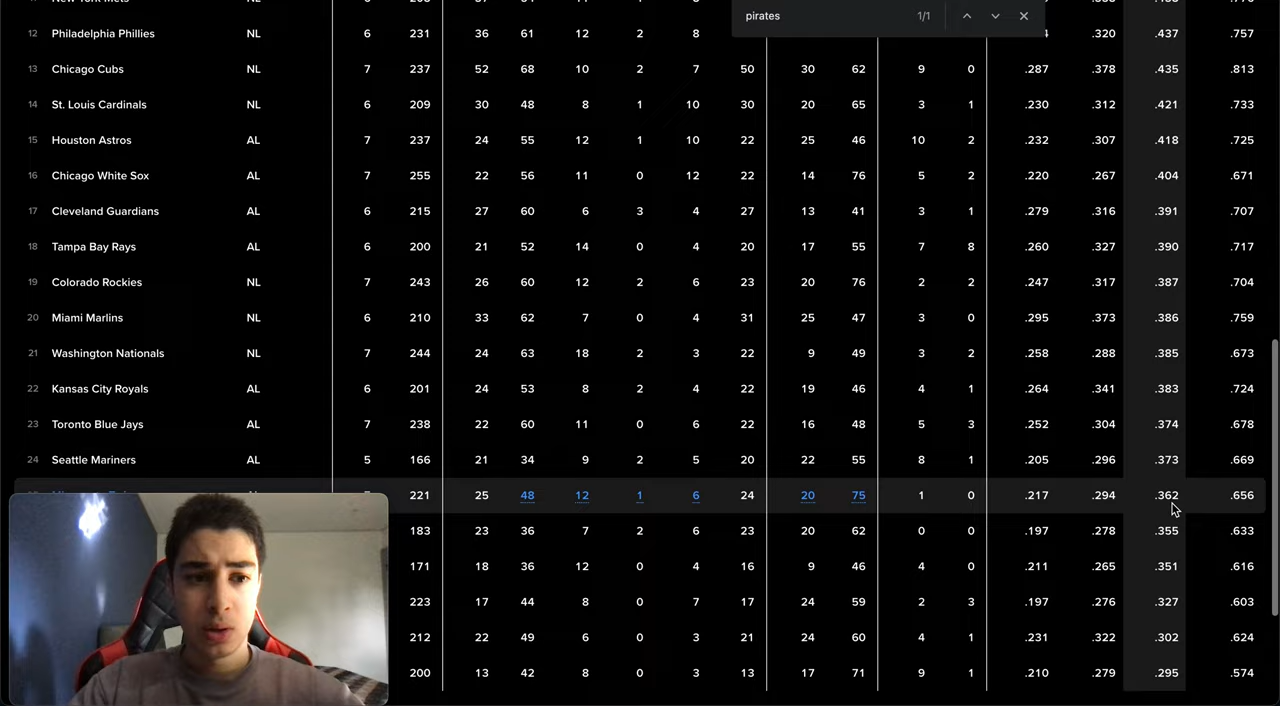 pirates 1/1
12 Philadelphia Phillies NL 6 231 36 61 12 2 8 .320 .437 .757
13 Chicago Cubs NL 7 237 52 68 10 2 7 50 30 62 9 0 .287 .378 .435 .813
14 St. Louis Cardinals NL 6 209 30 48 8 1 10 30 20 65 3 1 .230 .312 .421 .733
15 Houston Astros AL 7 237 24 55 12 1 10 22 25 46 10 2 .232 .307 .418 .725
16 Chicago White Sox AL 7 255 22 56 11 0 12 22 14 76 5 2 .220 .267 .404 .671
17 Cleveland Guardians AL 6 215 27 60 6 3 4 27 13 41 3 1 .279 .316 .391 .707
18 Tampa Bay Rays AL 6 200 21 52 14 0 4 20 17 55 7 8 .260 .327 .390 .717
19 Colorado Rockies NL 7 243 26 60 12 2 6 23 20 76 2 2 .247 .317 .387 .704
20 Miami Marlins NL 6 210 33 62 7 0 4 31 25 47 3 0 .295 .373 .386 .759
21 Washington Nationals NL 7 244 24 63 18 2 3 22 9 49 3 2 .258 .288 .385 .673
22 Kansas City Royals AL 6 201 24 53 8 2 4 22 19 46 4 1 .264 .341 .383 .724
23 Toronto Blue Jays AL 7 238 22 60 11 0 6 22 16 48 5 3 .252 .304 .374 .678
24 Seattle Mariners AL 5 166 21 34 9 2 5 20 22 55 8 1 .205 .296 .373 .669
221 25 48 12 1 6 24 20 75 1 0 .217 .294 .362 .656
183 23 36 7 2 6 23 20 62 0 0 .197 .278 .355 .633
171 18 36 12 0 4 16 9 46 4 0 .211 .265 .351 .616
223 17 44 8 0 7 17 24 59 2 3 .197 .276 .327 .603
212 22 49 6 0 3 21 24 60 4 1 .231 .322 .302 .624
200 13 42 8 0 3 13 17 71 9 1 .210 .279 .295 .574